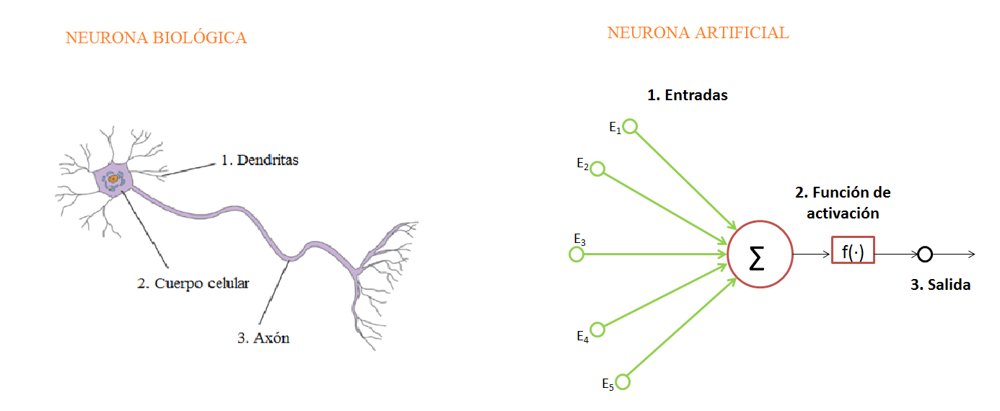 NEURONA BIOLÓGICA
1. Dendritas
2. Cuerpo celular
3. Axón
NEURONA ARTIFICIAL
1. Entradas
E₁
E₂
E₃
E₄
E₅
Σ
2. Función de
activación
f(·)
3. Salida